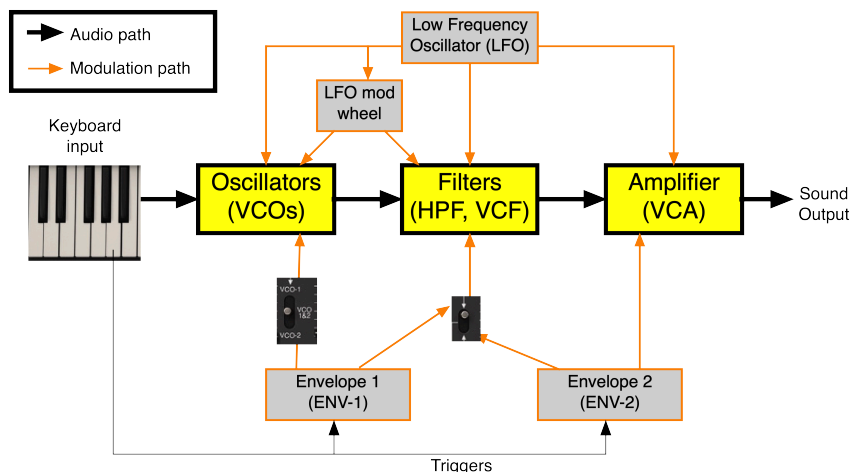 Audio path
Modulation path
Low Frequency
Oscillator (LFO)
LFO mod
wheel
Keyboard
input
Oscillators
(VCOs)
Filters
(HPF, VCF)
Amplifier
(VCA)
Sound
Output
VCO-1
VCO
1&2
VCO-2
Envelope 1
(ENV-1)
Envelope 2
(ENV-2)
Triggers